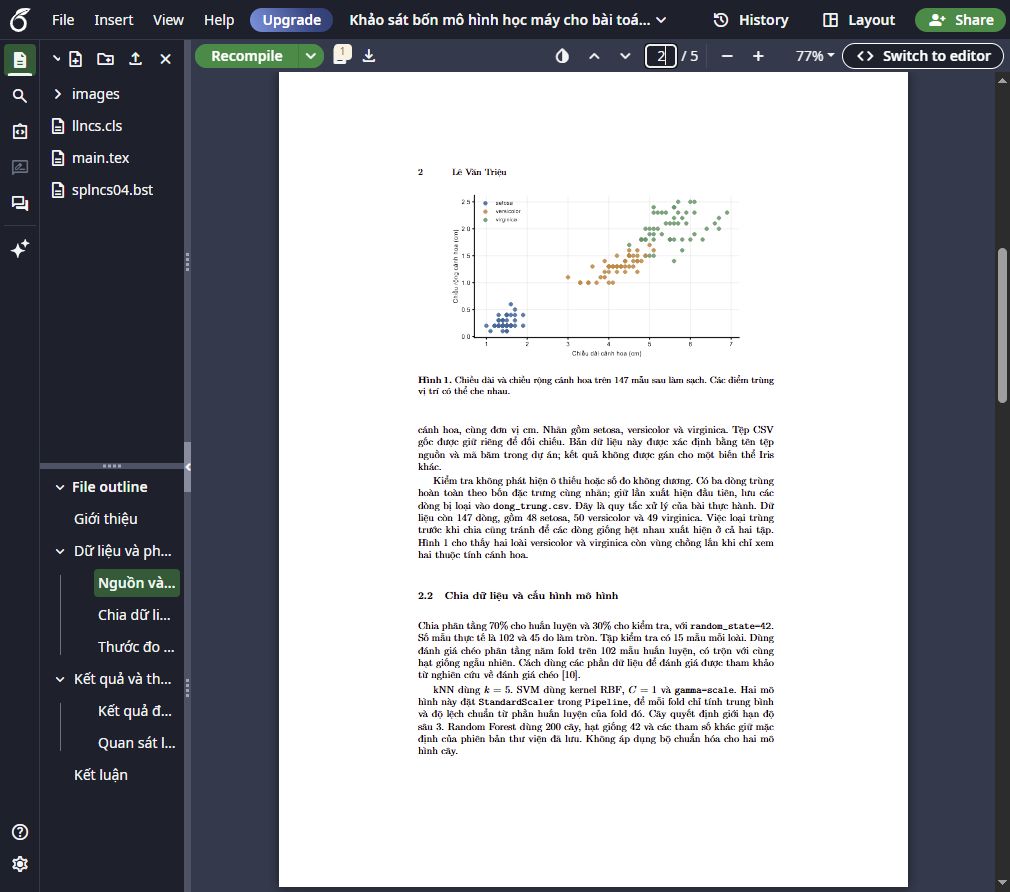 File Insert View Help Upgrade Khảo sát bốn mô hình học máy cho bài toá... History Layout Share
Recompile 1 2 / 5 77% Switch to editor
images
llncs.cls
main.tex
splncs04.bst
File outline
Giới thiệu
Dữ liệu và ph...
Nguồn và...
Chia dữ li...
Thước đo ...
Kết quả và th...
Kết quả đ...
Quan sát l...
Kết luận
2 Lê Văn Triệu
setosa
versicolor
virginica
Chiều rộng cánh hoa (cm)
2.5
2.0
1.5
1.0
0.5
0.0
1 2 3 4 5 6 7
Chiều dài cánh hoa (cm)
Hình 1. Chiều dài và chiều rộng cánh hoa trên 147 mẫu sau làm sạch. Các điểm trùng
vị trí có thể che nhau.
cánh hoa, cùng đơn vị cm. Nhãn gồm setosa, versicolor và virginica. Tệp CSV
gốc được giữ riêng để đối chiếu. Bản dữ liệu này được xác định bằng tên tệp
nguồn và mã băm trong dự án; kết quả không được gán cho một biến thể Iris
khác.
Kiểm tra không phát hiện ô thiếu hoặc số đo không dương. Có ba dòng trùng
hoàn toàn theo bốn đặc trưng cùng nhãn; giữ lần xuất hiện đầu tiên, lưu các
dòng bị loại vào dong_trung.csv. Đây là quy tắc xử lý của bài thực hành. Dữ
liệu còn 147 dòng, gồm 48 setosa, 50 versicolor và 49 virginica. Việc loại trùng
trước khi chia cũng tránh để các dòng giống hệt nhau xuất hiện ở cả hai tập.
Hình 1 cho thấy hai loài versicolor và virginica còn vùng chồng lấn khi chỉ xem
hai thuộc tính cánh hoa.
2.2 Chia dữ liệu và cấu hình mô hình
Chia phân tầng 70% cho huấn luyện và 30% cho kiểm tra, với random_state=42.
Số mẫu thực tế là 102 và 45 do làm tròn. Tập kiểm tra có 15 mẫu mỗi loài. Dùng
đánh giá chéo phân tầng năm fold trên 102 mẫu huấn luyện, có trộn với cùng
hạt giống ngẫu nhiên. Cách dùng các phần dữ liệu để đánh giá được tham khảo
từ nghiên cứu về đánh giá chéo [10].
kNN dùng k = 5. SVM dùng kernel RBF, C = 1 và gamma=scale. Hai mô
hình này đặt StandardScaler trong Pipeline, để mỗi fold chỉ tính trung bình
và độ lệch chuẩn từ phần huấn luyện của fold đó. Cây quyết định giới hạn độ
sâu 3. Random Forest dùng 200 cây, hạt giống 42 và các tham số khác giữ mặc
định của phiên bản thư viện đã lưu. Không áp dụng bộ chuẩn hóa cho hai mô
hình cây.